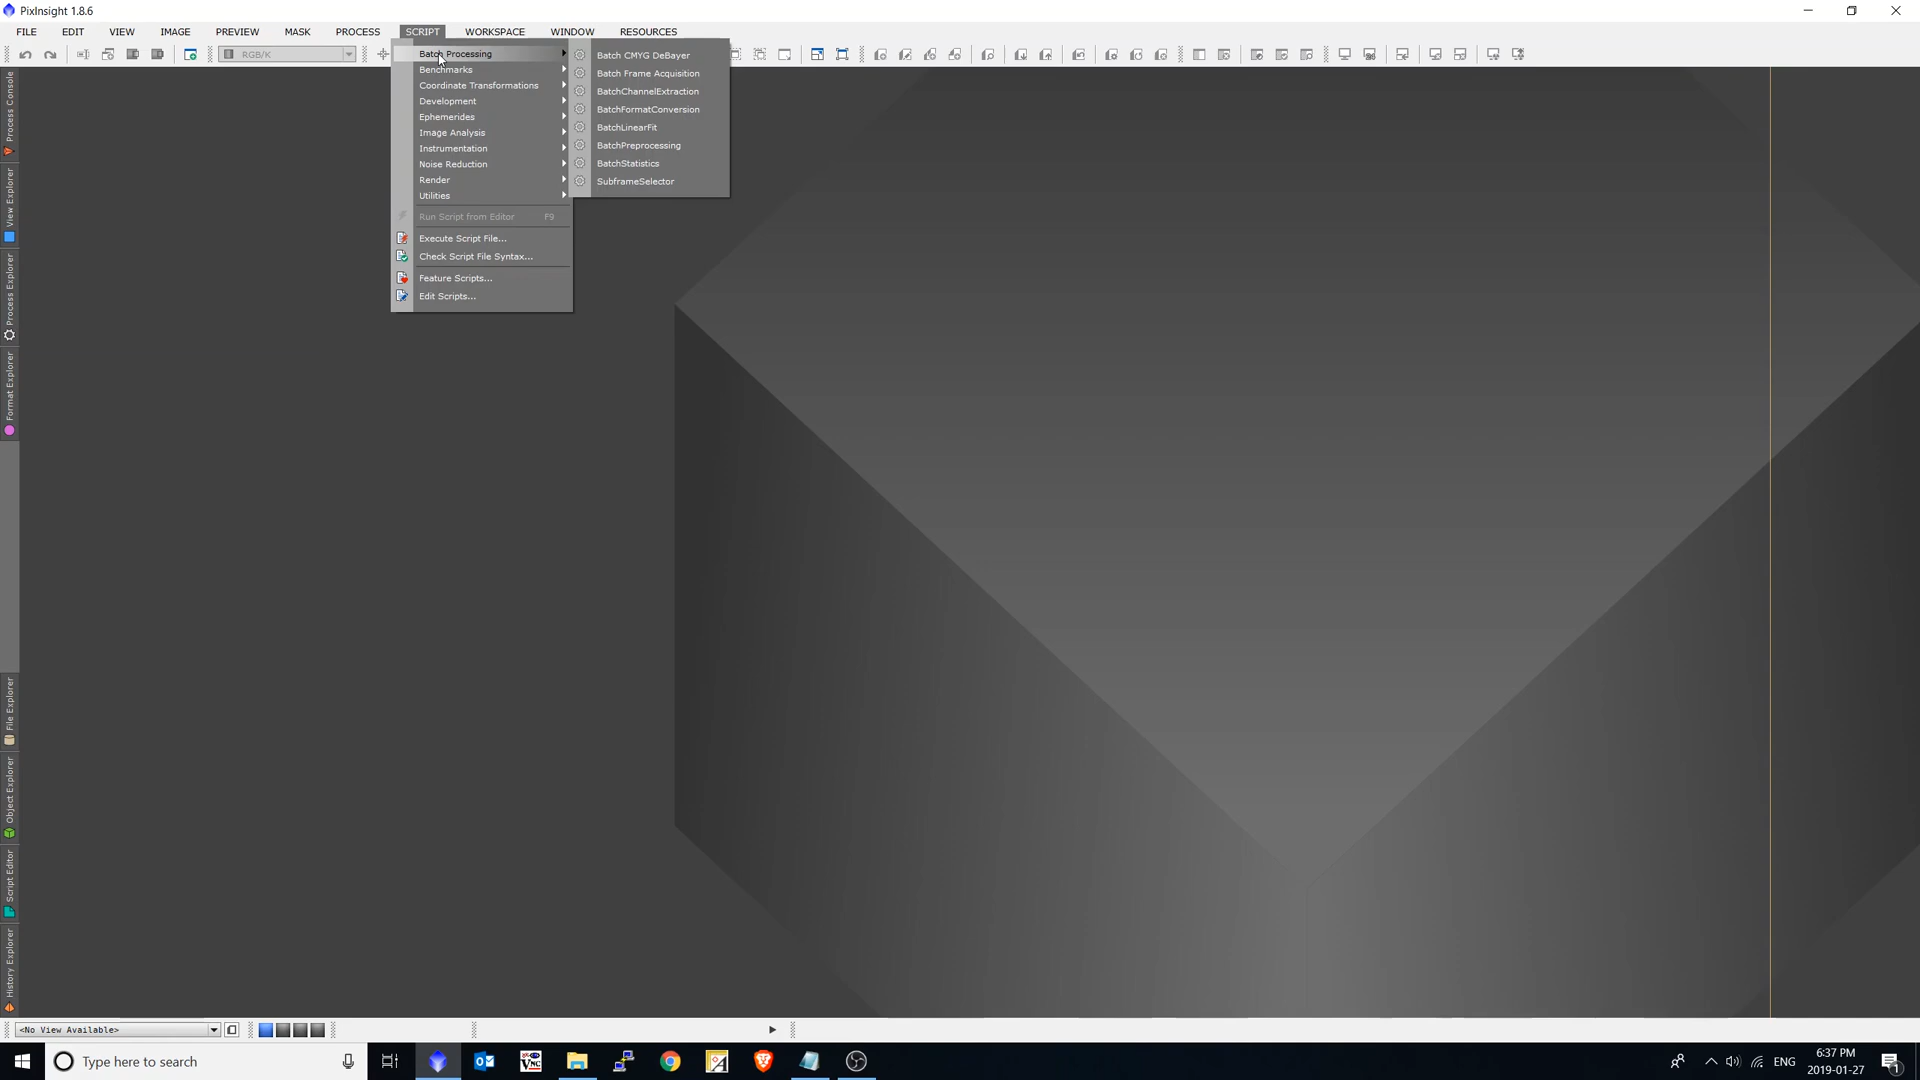 PixInsight 1.8.6
FILE EDIT VIEW IMAGE PREVIEW MASK PROCESS SCRIPT WORKSPACE WINDOW RESOURCES
RGB/K
Batch Processing
Benchmarks
Coordinate Transformations
Development
Ephemerides
Image Analysis
Instrumentation
Noise Reduction
Render
Utilities
Run Script from Editor F9
Execute Script File...
Check Script File Syntax...
Feature Scripts...
Edit Scripts...
Batch CMYG DeBayer
Batch Frame Acquisition
BatchChannelExtraction
BatchFormatConversion
BatchLinearFit
BatchPreprocessing
BatchStatistics
SubframeSelector
Process Console
View Explorer
Process Explorer
Format Explorer
File Explorer
Object Explorer
Script Editor
History Explorer
<No View Available>
Type here to search
ENG
6:37 PM
2019-01-27
1